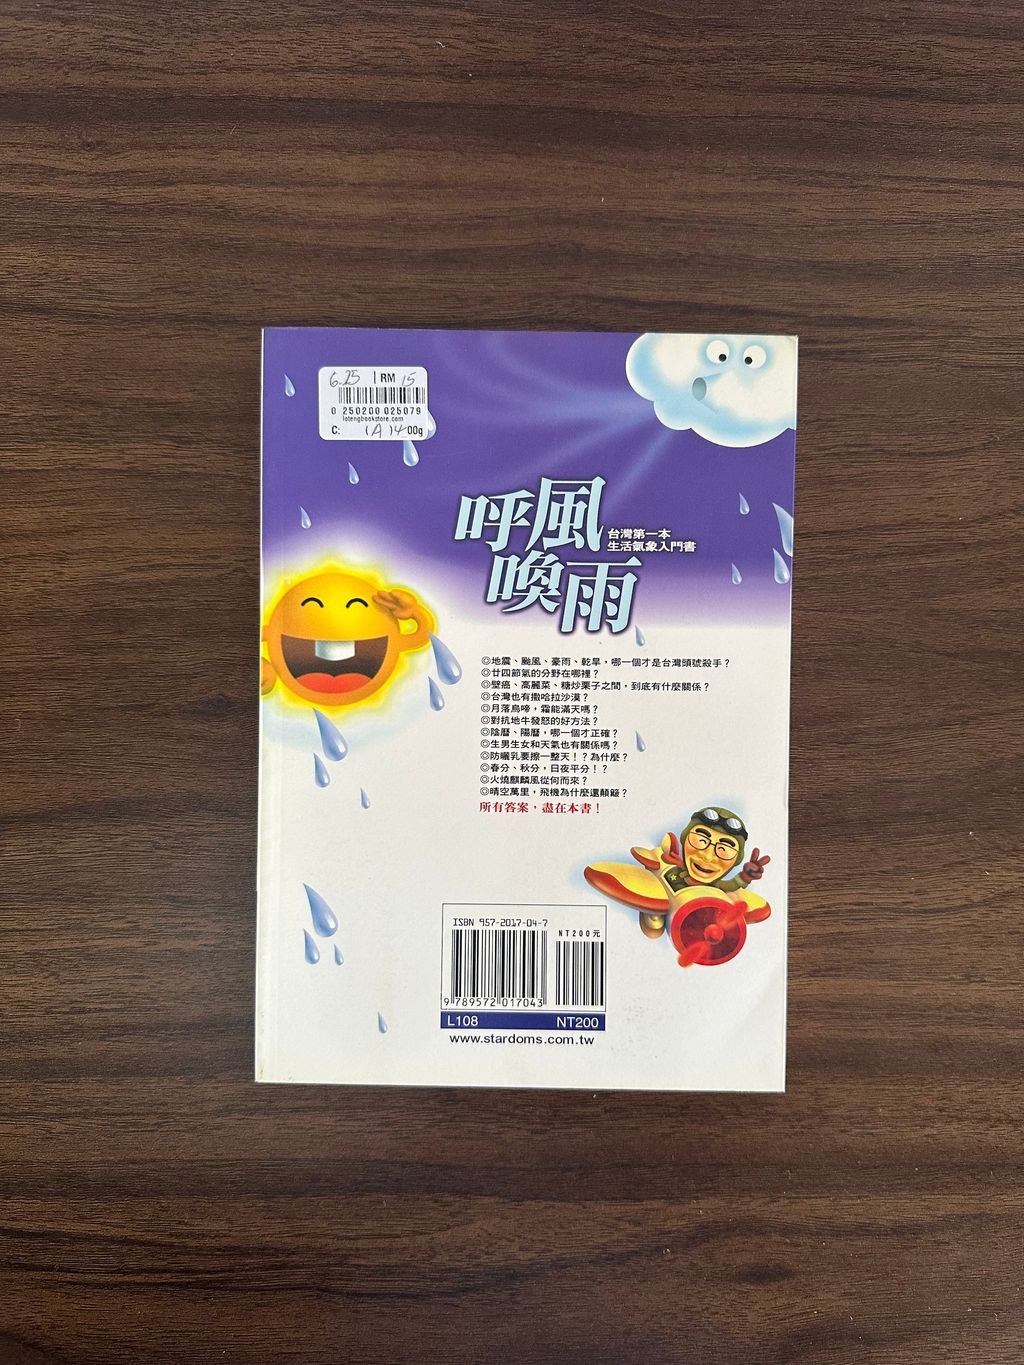 6.25 RM 15
0 250200 025079
lotengbookstore.com
C: (A) 400g
呼風
喚雨
台灣第一本
生活氣象入門書
◎地震、颱風、豪雨、乾旱,哪一個才是台灣頭號殺手?
◎廿四節氣的分野在哪裡?
◎壁癌、高麗菜、糖炒栗子之間,到底有什麼關係?
◎台灣也有撒哈拉沙漠?
◎月落烏啼,霜能滿天嗎?
◎對抗地牛發怒的好方法?
◎陰曆、陽曆,哪一個才正確?
◎生男生女和天氣也有關係嗎?
◎防曬乳要擦一整天!?為什麼?
◎春分、秋分,日夜平分!?
◎火燒麒麟風從何而來?
◎晴空萬里,飛機為什麼還顛簸?
所有答案,盡在本書!
ISBN 957-2017-04-7
NT200元
9 789572 017043
L108 NT200
www.stardoms.com.tw